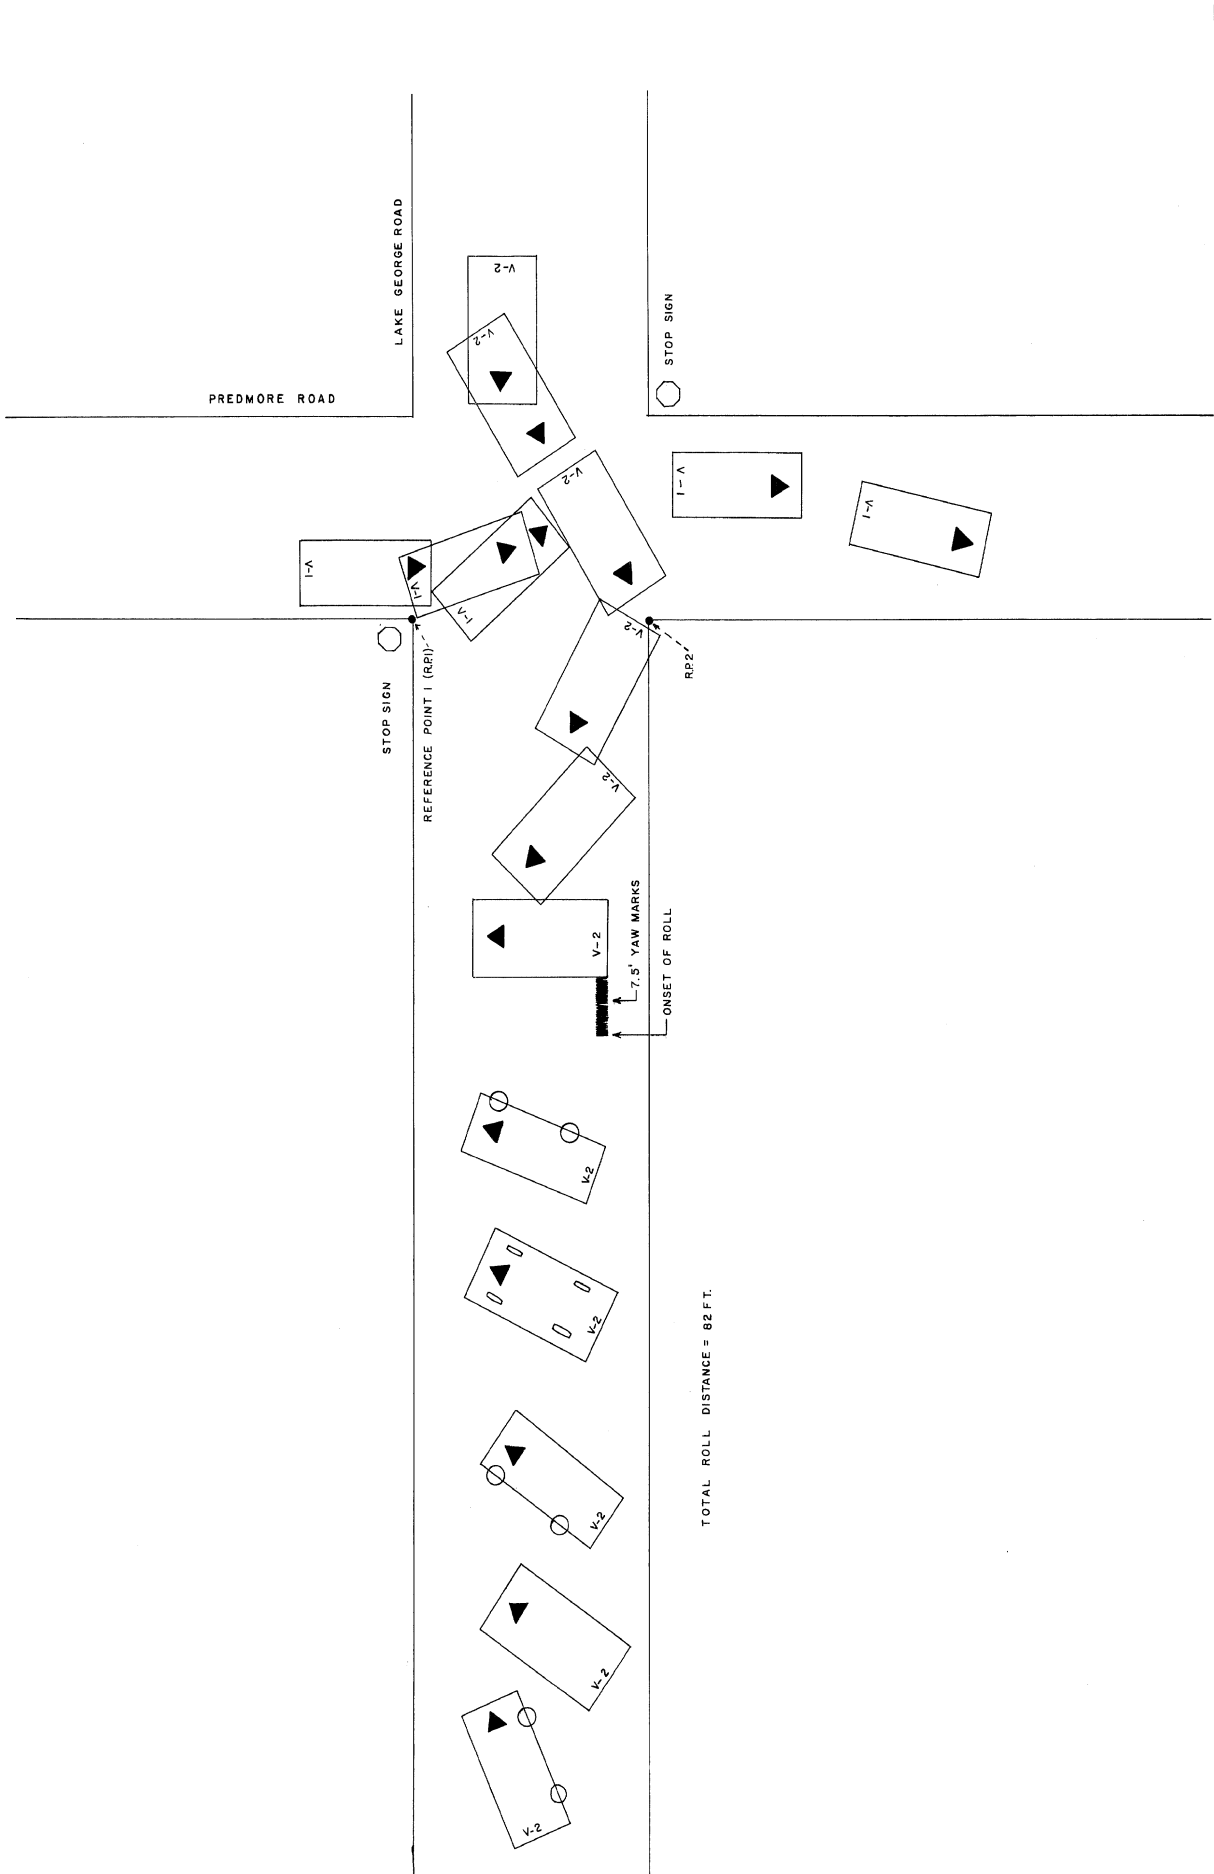 LAKE GEORGE ROAD
PREDMORE ROAD
STOP SIGN
V-2
V-2
V-2
V-1
V-1
V-1
V-1
V-1
V-2
STOP SIGN
REFERENCE POINT 1 (R.P.1)
R.P.2
V-2
V-2
7.5' YAW MARKS
ONSET OF ROLL
V-2
V-2
TOTAL ROLL DISTANCE = 82 FT.
V-2
V-2
V-2